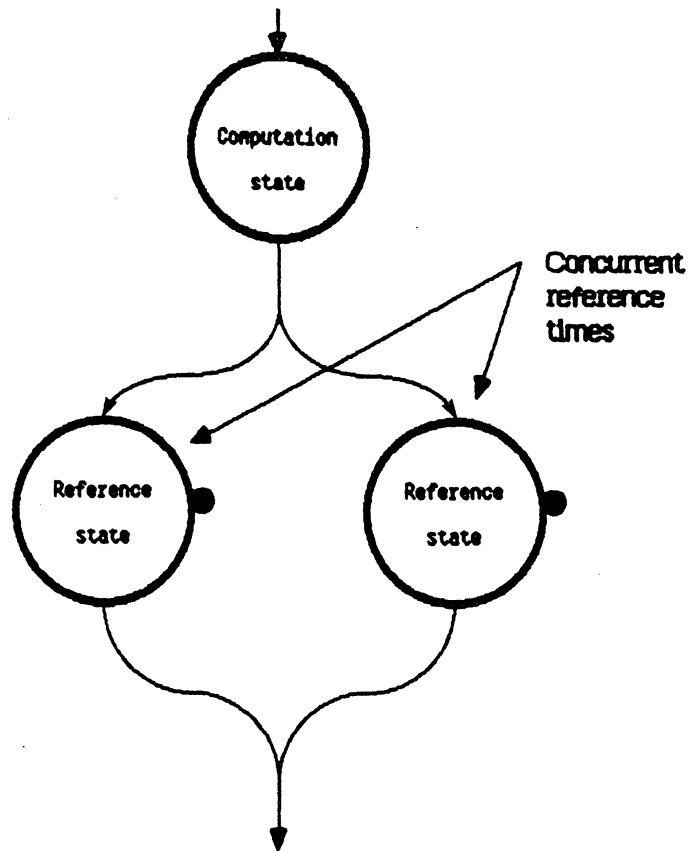 Computation
state
Concurrent
reference
times
Reference
state
Reference
state